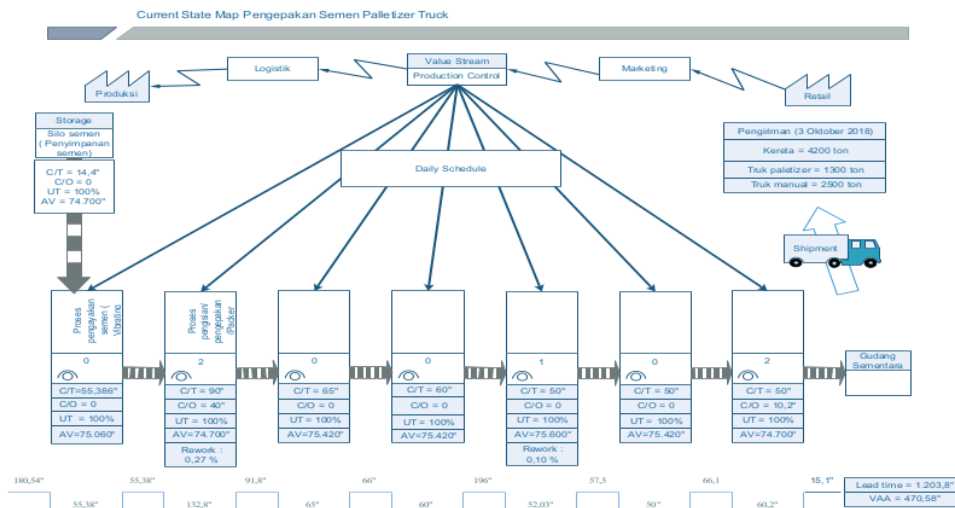 Current State Map Pengepakan Semen Palletizer Truck
Produksi
Logistik
Value Stream
Production Control
Marketing
Retail
Storage
Silo semen
( Penyimpanan
semen)
C/T = 14,4"
C/O = 0
UT = 100%
AV = 74.700"
Daily Schedule
Pengiriman (3 Oktober 2018)
Kereta = 4200 ton
Truk paletizer = 1300 ton
Truk manual = 2500 ton
Shipment
Proses
pengayakan
semen (
Vibrating
0
C/T=55,386"
C/O = 0
UT = 100%
AV=75.060"
Proses
pengisian/
pengepakan
/Packer
2
C/T = 90"
C/O = 40"
UT = 100%
AV=74.700"
Rework :
0,27 %
0
C/T = 65"
C/O = 0
UT = 100%
AV=75.420"
0
C/T = 60"
C/O = 0
UT = 100%
AV=75.420"
1
C/T = 50"
C/O = 0
UT = 100%
AV=75.600"
Rework :
0,10 %
0
C/T = 50"
C/O = 0
UT = 100%
AV=75.420"
2
C/T = 50"
C/O = 10,2"
UT = 100%
AV=74.700"
Gudang
Sementara
180,54" 55,38" 91,8" 66" 196" 57,5 66,1 15,1"
55,38" 132,8" 65" 60" 52,03" 50" 60,2"
Lead time = 1.203,8"
VAA = 470,58"